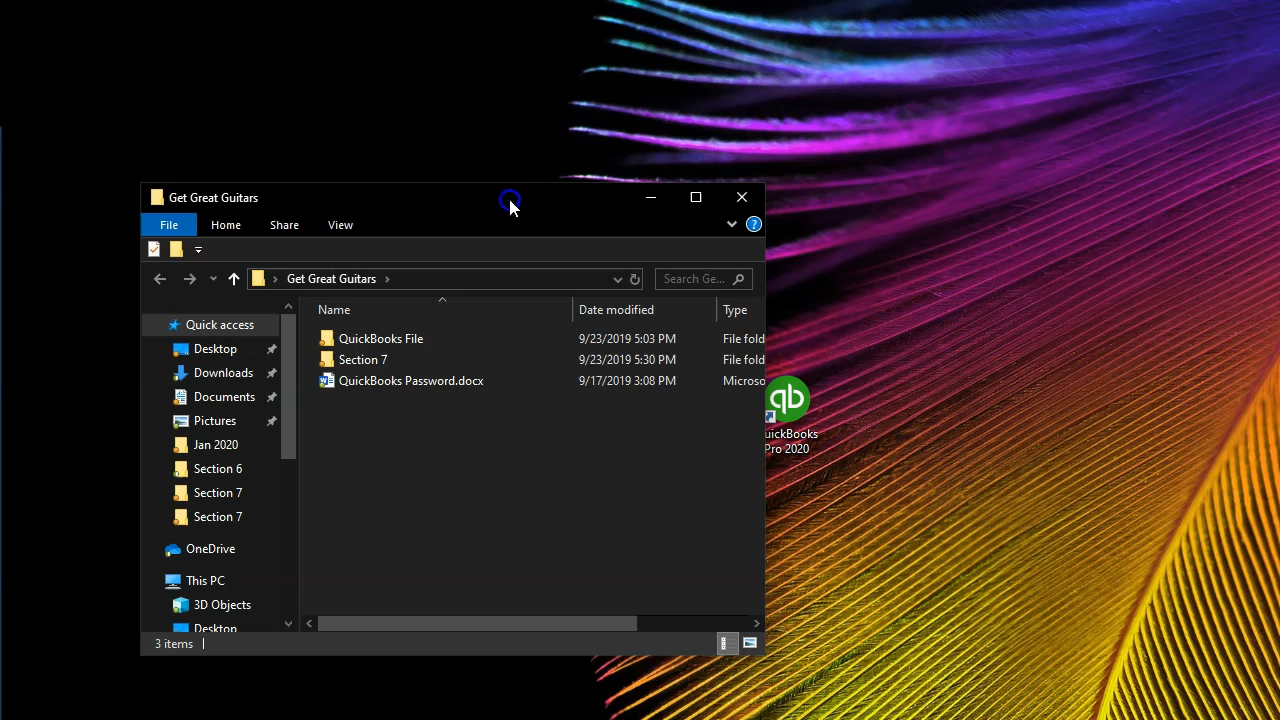 Get Great Guitars
File Home Share View
Get Great Guitars Search Ge...
Name Date modified Type
Quick access
QuickBooks File 9/23/2019 5:03 PM File fold
Desktop
Section 7 9/23/2019 5:30 PM File fold
Downloads
QuickBooks Password.docx 9/17/2019 3:08 PM Microso
Documents
Pictures
Jan 2020
Section 6
Section 7
Section 7
OneDrive
This PC
3D Objects
Desktop
3 items
qb
uickBooks
Pro 2020